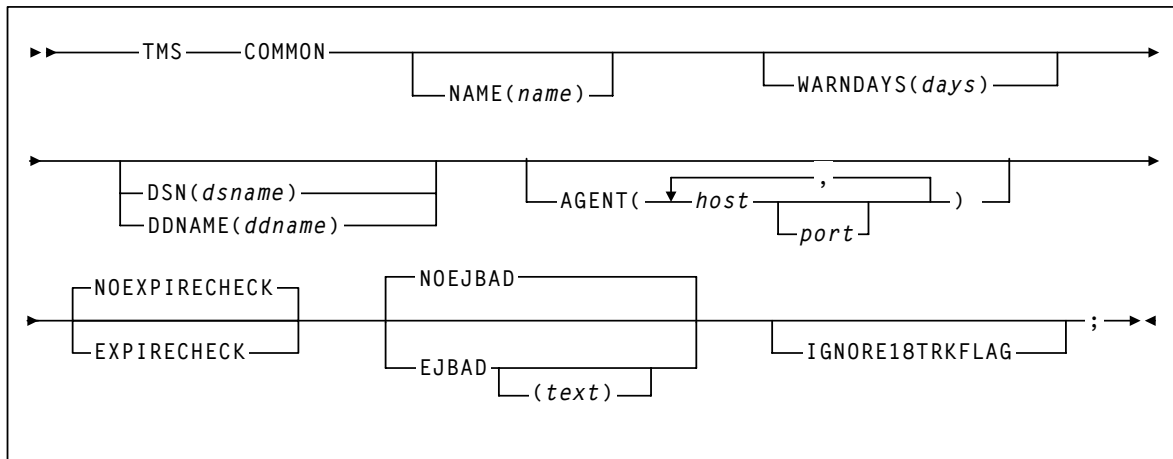 TMS COMMON
NAME(name) WARNDAYS(days)
,
DSN(dsname) AGENT( host )
DDNAME(ddname) port
NOEXPIRECHECK NOEJBAD
;
EXPIRECHECK EJBAD IGNORE18TRKFLAG
(text)